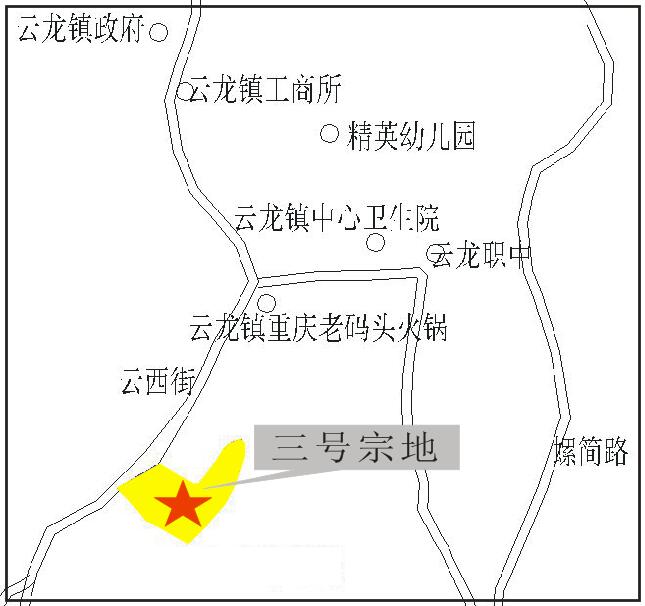 云龙镇政府
云龙镇工商所
精英幼儿园
云龙镇中心卫生院
云龙职中
云龙镇重庆老码头火锅
云西街
三号宗地
螺简路